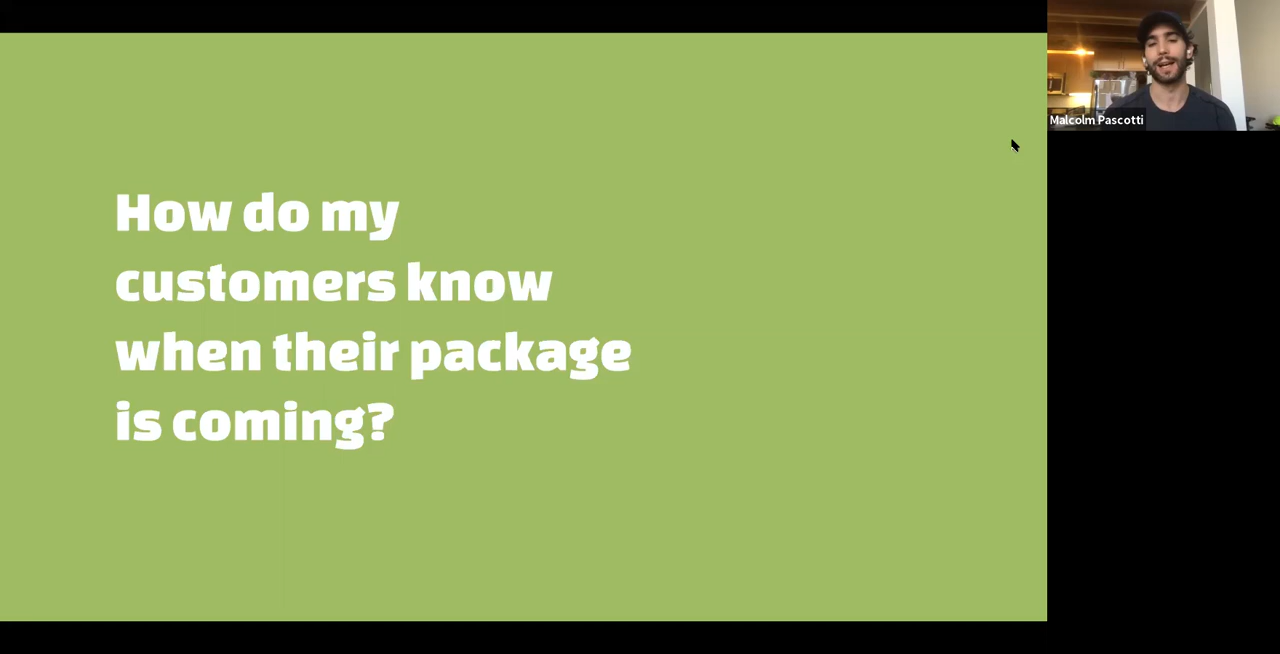 How do my
customers know
when their package
is coming?
Malcolm Pascotti